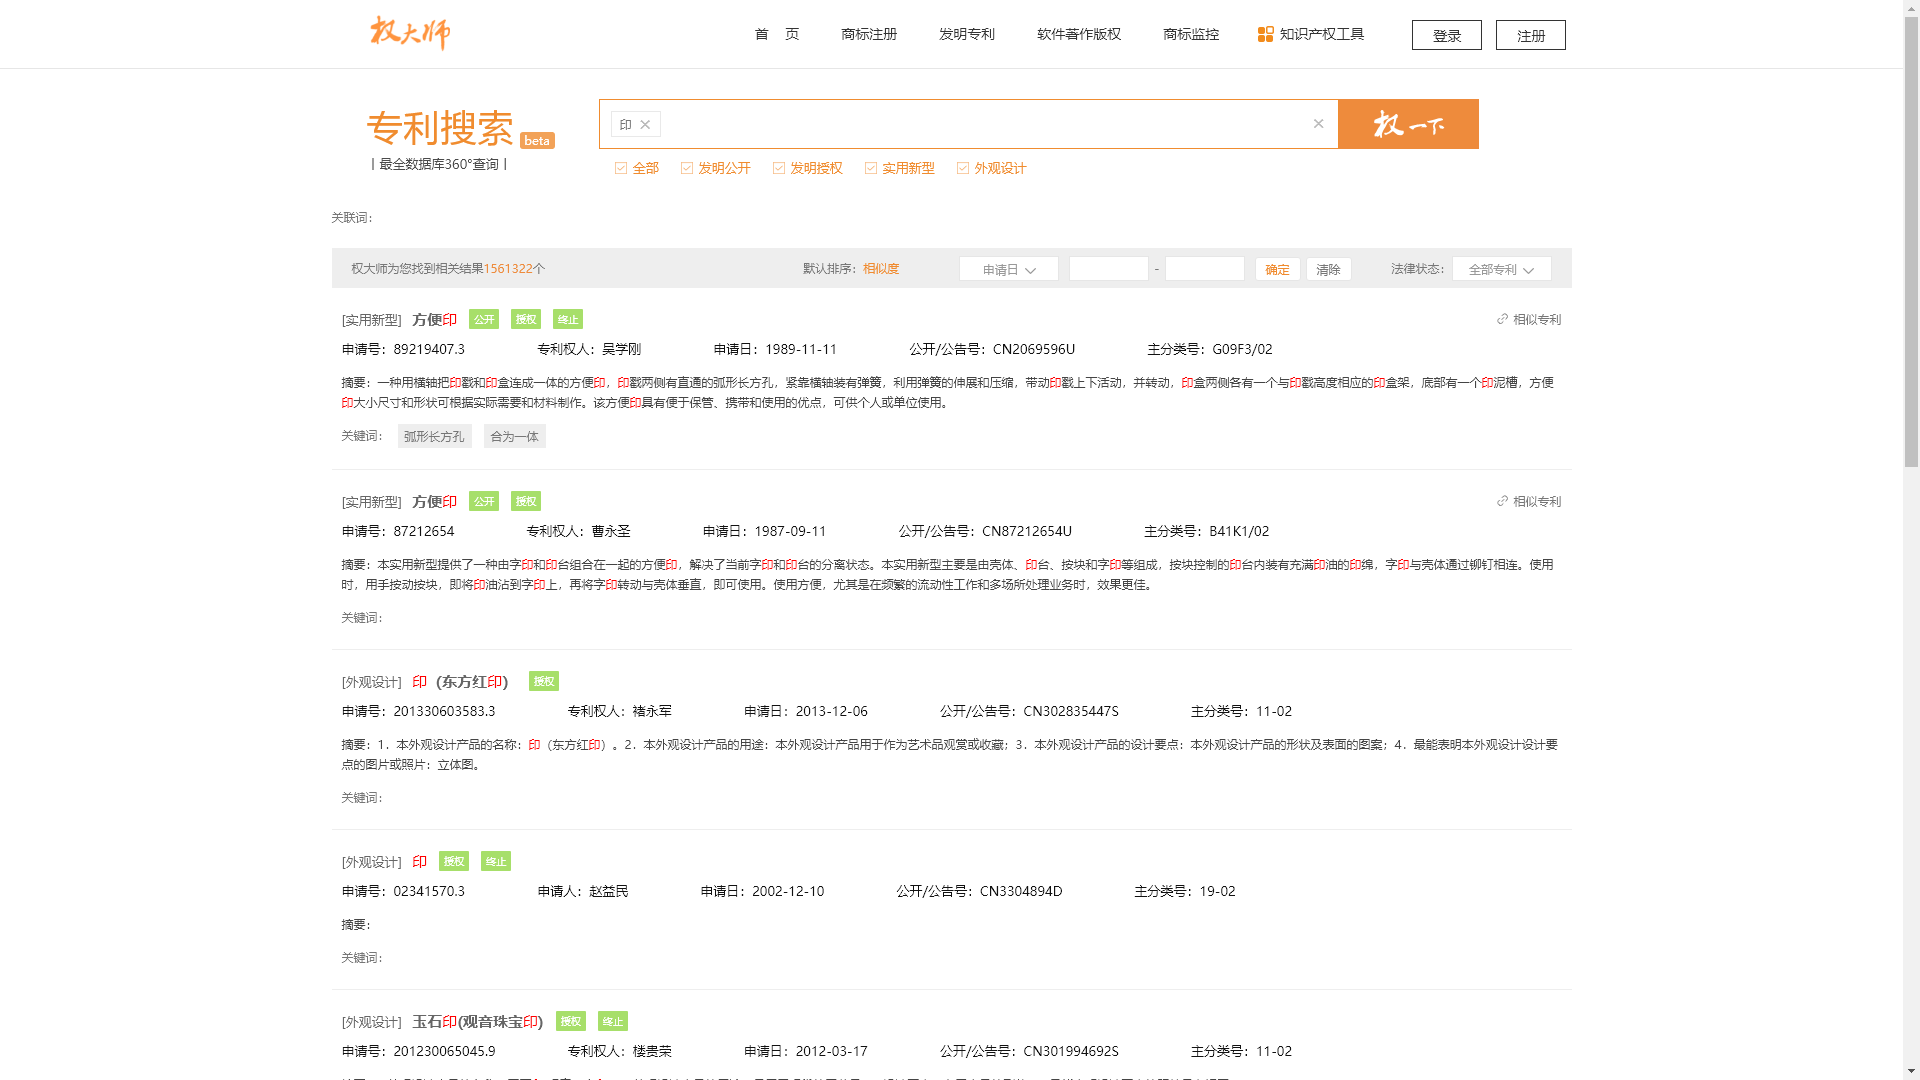 权大师
首 页 商标注册 发明专利 软件著作版权 商标监控 知识产权工具 登录 注册
专利搜索 beta
印
权一下
|最全数据库360°查询|
全部 发明公开 发明授权 实用新型 外观设计
关联词：
权大师为您找到相关结果1561322个 默认排序：相似度 申请日 - 确定 清除 法律状态： 全部专利
[实用新型] 方便印 公开 授权 终止 相似专利
申请号：89219407.3 专利权人：吴学刚 申请日：1989-11-11 公开/公告号：CN2069596U 主分类号：G09F3/02
摘要：一种用横轴把印戳和印盒连成一体的方便印，印戳两侧有直通的弧形长方孔，紧靠横轴装有弹簧，利用弹簧的伸展和压缩，带动印戳上下活动，并转动，印盒两侧各有一个与印戳高度相应的印盒架，底部有一个印泥槽，方便
印大小尺寸和形状可根据实际需要和材料制作。该方便印具有便于保管、携带和使用的优点，可供个人或单位使用。
关键词： 弧形长方孔 合为一体
[实用新型] 方便印 公开 授权 相似专利
申请号：87212654 专利权人：曹永圣 申请日：1987-09-11 公开/公告号：CN87212654U 主分类号：B41K1/02
摘要：本实用新型提供了一种由字印和印台组合在一起的方便印，解决了当前字印和印台的分离状态。本实用新型主要是由壳体、印台、按块和字印等组成，按块控制的印台内装有充满印油的印绵，字印与壳体通过铆钉相连。使用
时，用手按动按块，即将印油沾到字印上，再将字印转动与壳体垂直，即可使用。使用方便，尤其是在频繁的流动性工作和多场所处理业务时，效果更佳。
关键词：
[外观设计] 印（东方红印） 授权
申请号：201330603583.3 专利权人：褚永军 申请日：2013-12-06 公开/公告号：CN302835447S 主分类号：11-02
摘要：1．本外观设计产品的名称：印（东方红印）。2．本外观设计产品的用途：本外观设计产品用于作为艺术品观赏或收藏；3．本外观设计产品的设计要点：本外观设计产品的形状及表面的图案；4．最能表明本外观设计设计要
点的图片或照片：立体图。
关键词：
[外观设计] 印 授权 终止
申请号：02341570.3 申请人：赵益民 申请日：2002-12-10 公开/公告号：CN3304894D 主分类号：19-02
摘要：
关键词：
[外观设计] 玉石印(观音珠宝印) 授权 终止
申请号：201230065045.9 专利权人：楼贵荣 申请日：2012-03-17 公开/公告号：CN301994692S 主分类号：11-02